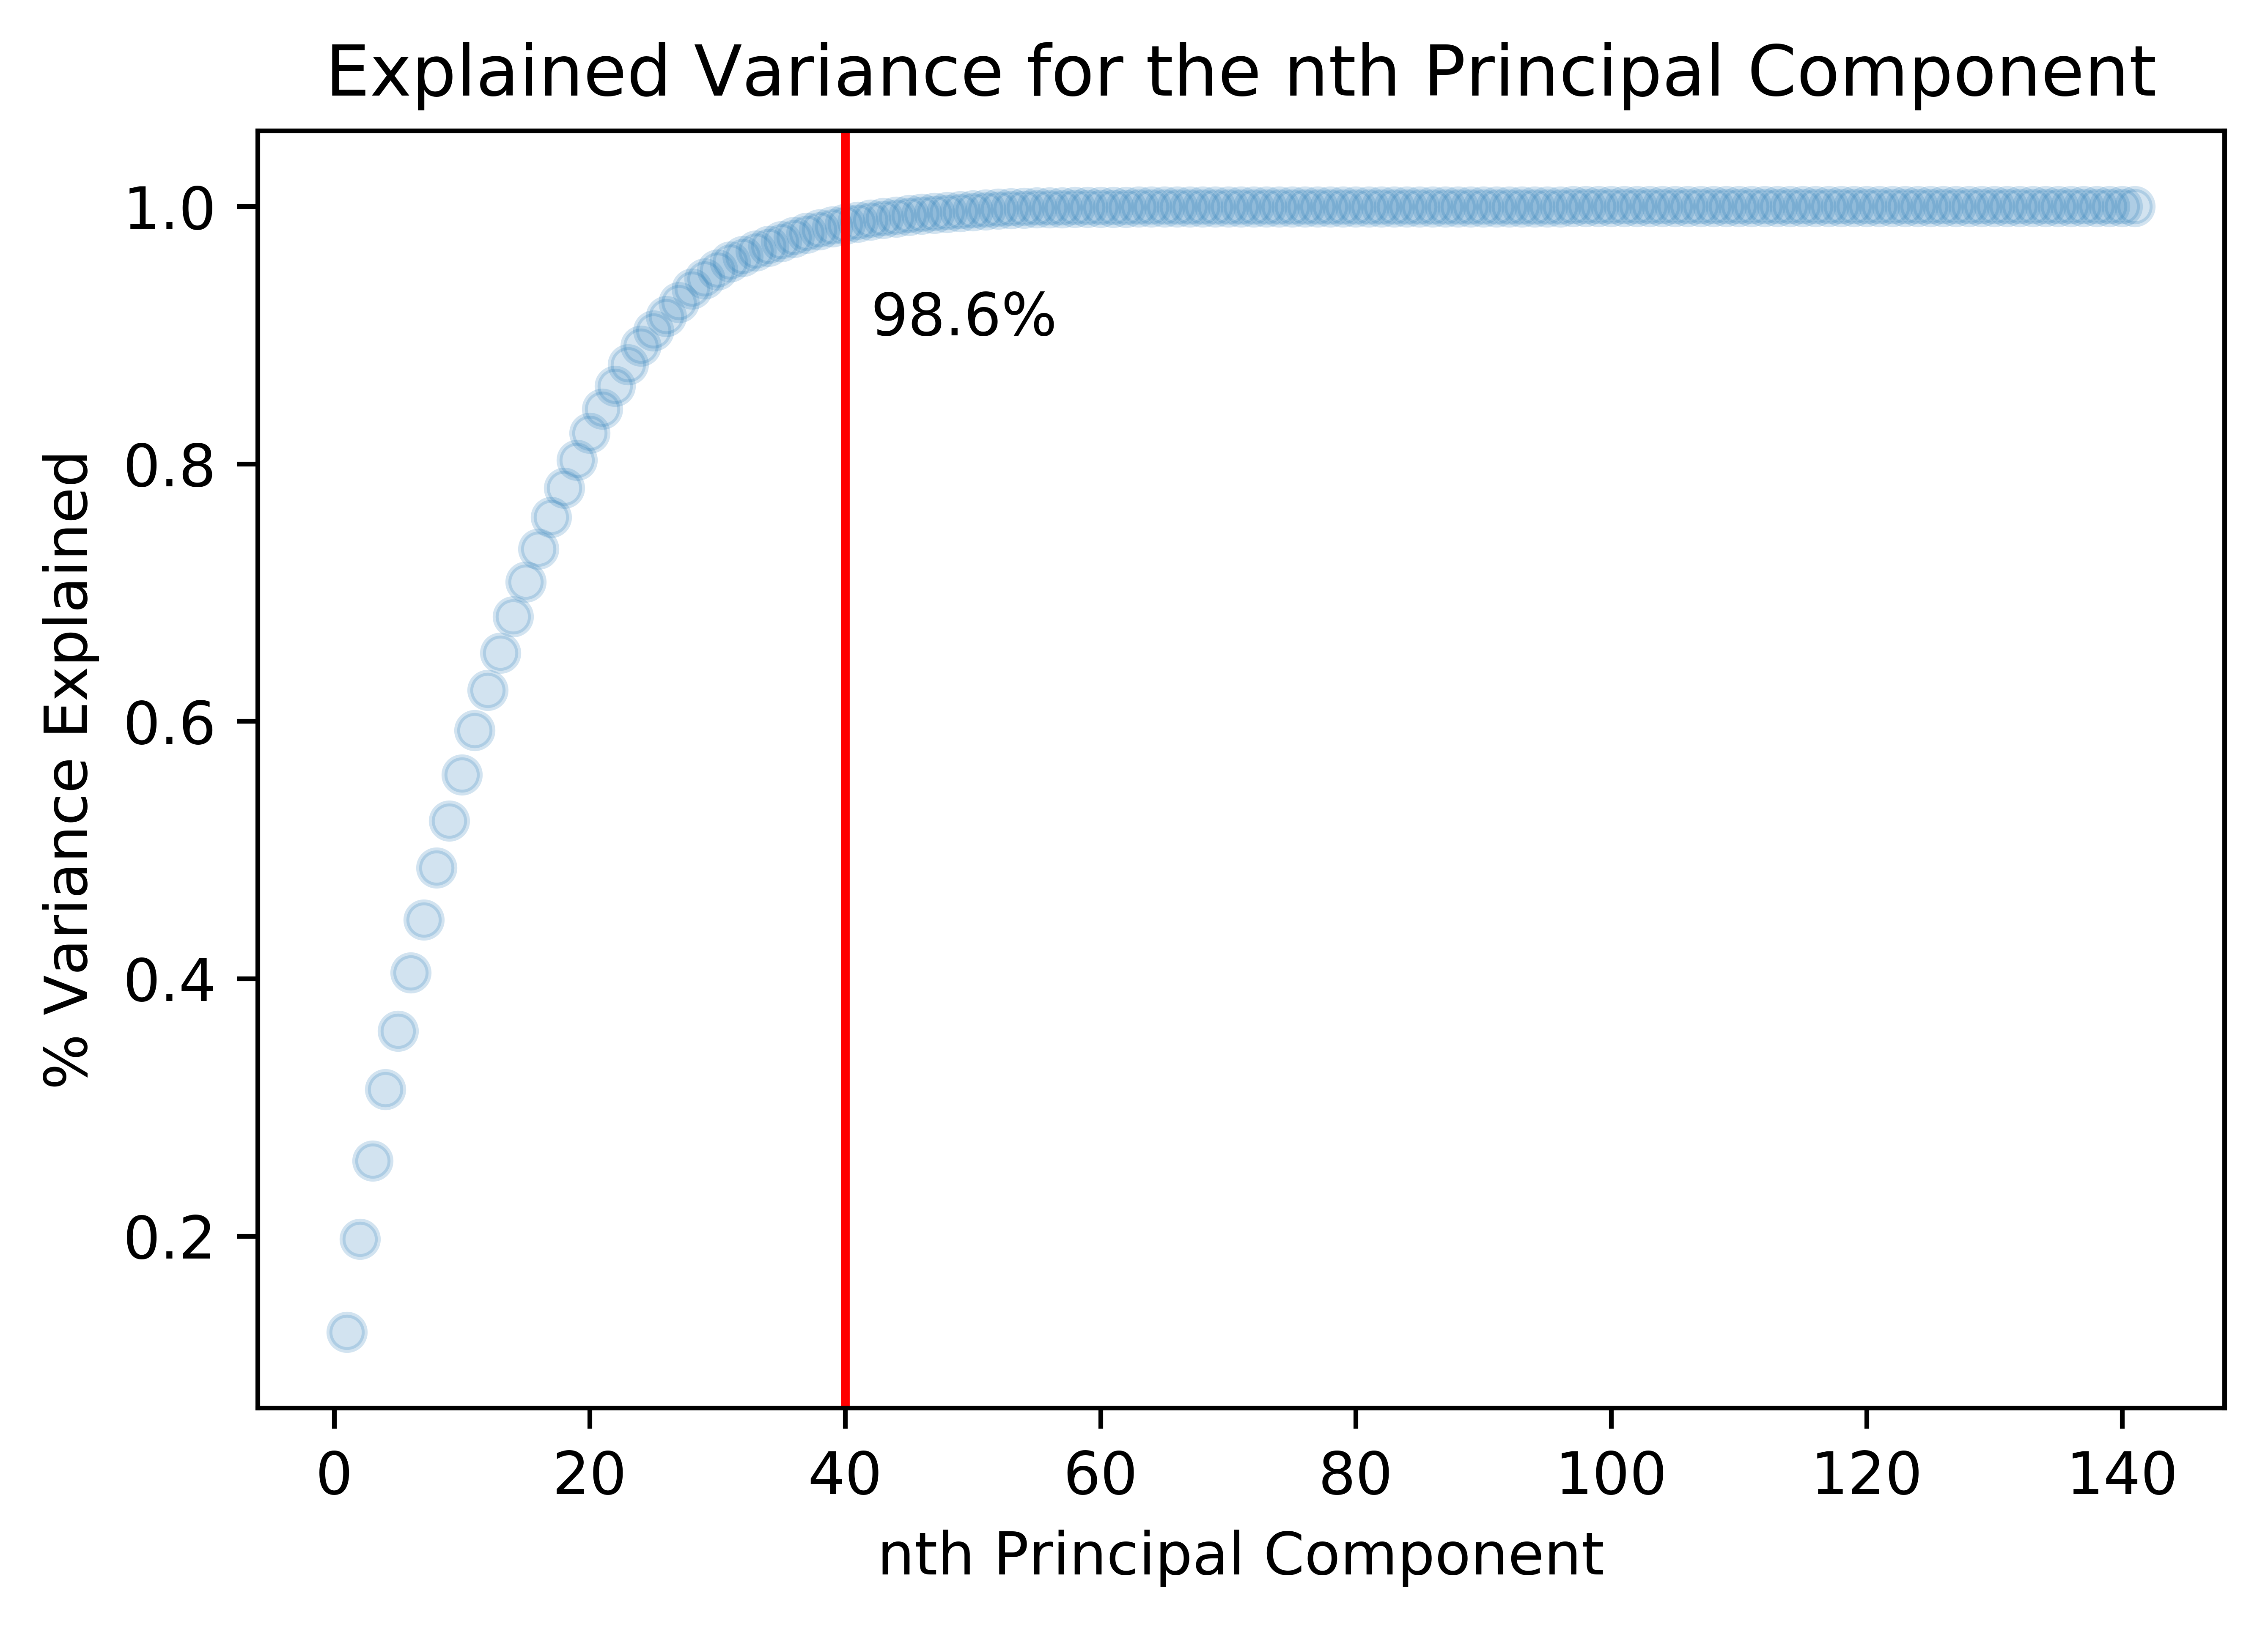 Explained Variance for the nth Principal Component
1.0
98.6%
0.8
% Variance Explained
0.6
0.4
0.2
0 20 40 60 80 100 120 140
nth Principal Component